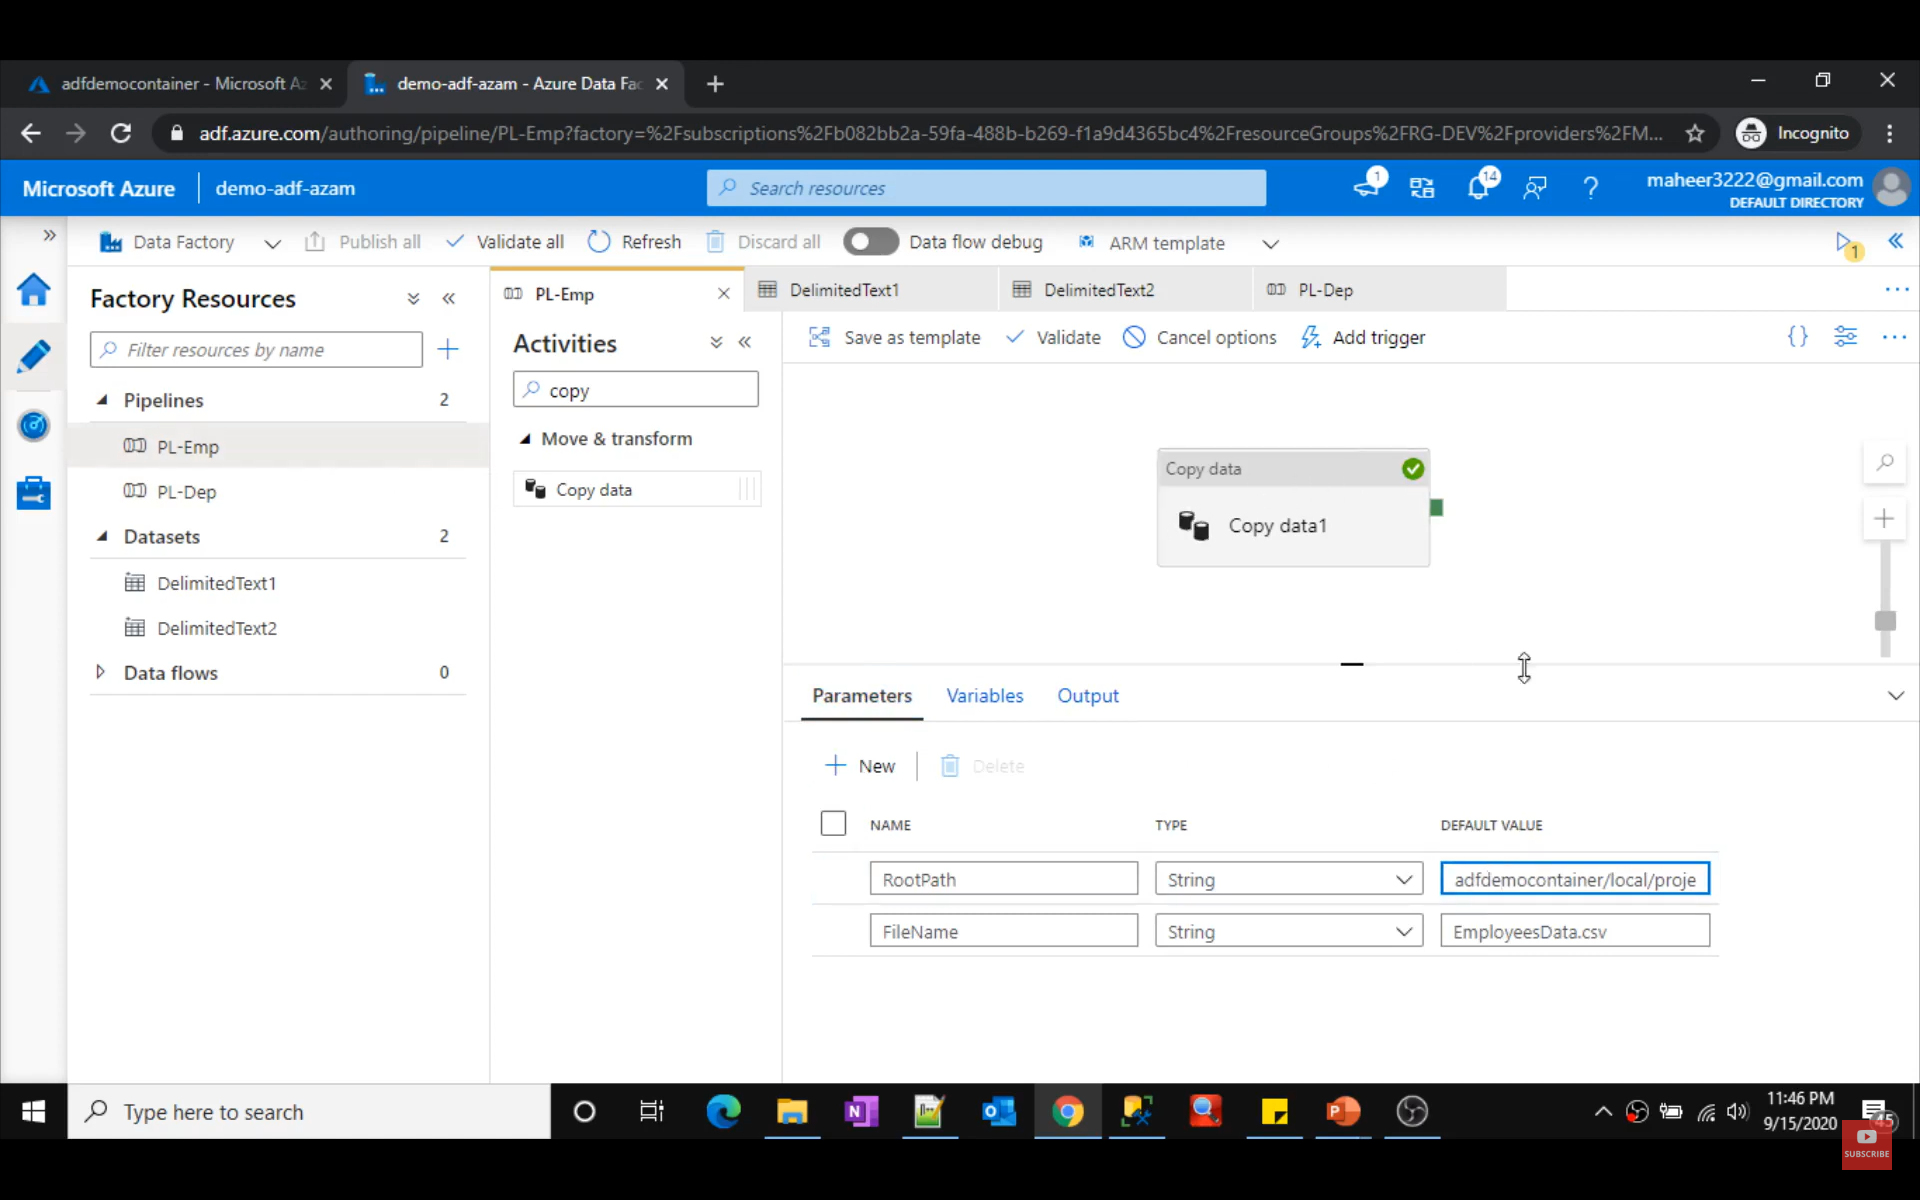 adfdemocontainer - Microsoft Az
demo-adf-azam - Azure Data Fac
adf.azure.com/authoring/pipeline/PL-Emp?factory=%2Fsubscriptions%2Fb082bb2a-59fa-488b-b269-f1a9d4365bc4%2FresourceGroups%2FRG-DEV%2Fproviders%2FM...
Incognito
Microsoft Azure
demo-adf-azam
Search resources
1
14
?
maheer3222@gmail.com
DEFAULT DIRECTORY
Data Factory
Publish all
Validate all
Refresh
Discard all
Data flow debug
ARM template
1
Factory Resources
Filter resources by name
Pipelines 2
PL-Emp
PL-Dep
Datasets 2
DelimitedText1
DelimitedText2
Data flows 0
PL-Emp
DelimitedText1
DelimitedText2
PL-Dep
Activities
copy
Move & transform
Copy data
Save as template
Validate
Cancel options
Add trigger
{}
Copy data
Copy data1
Parameters
Variables
Output
New
Delete
NAME TYPE DEFAULT VALUE
RootPath String adfdemocontainer/local/proje
FileName String EmployeesData.csv
Type here to search
11:46 PM
9/15/2020
45
SUBSCRIBE